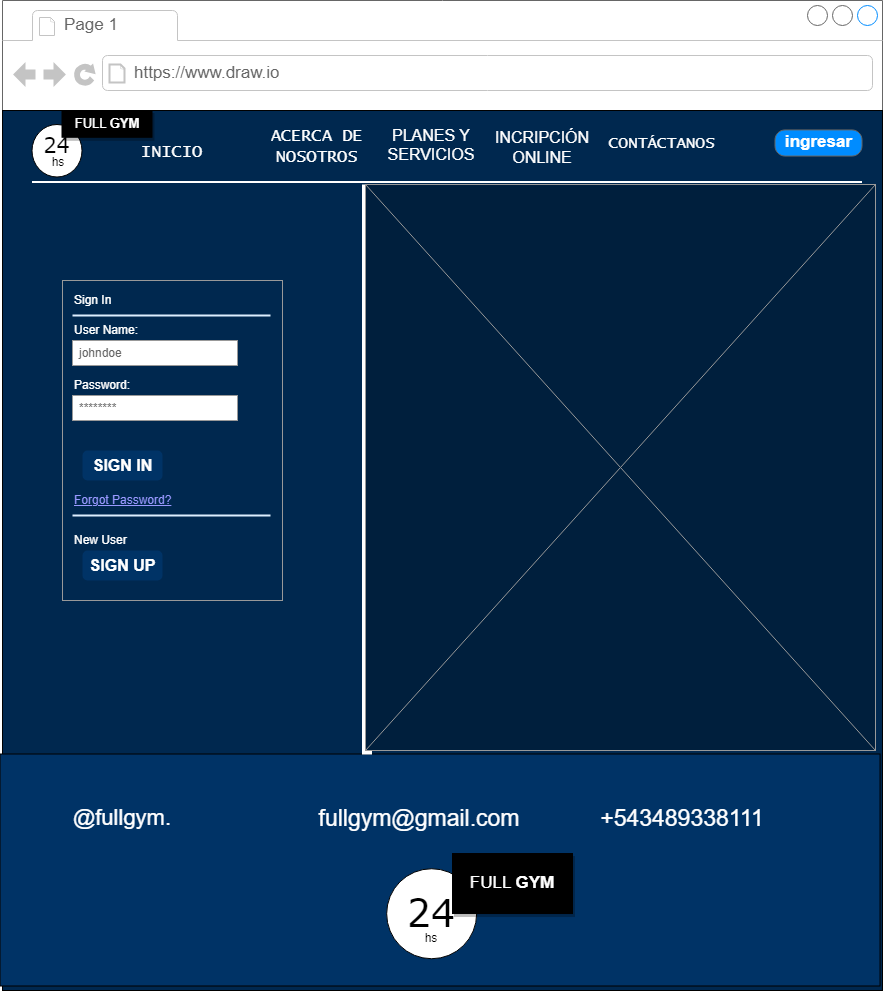 Page 1
https://www.draw.io
FULL GYM
24
hs
INICIO
ACERCA DE
NOSOTROS
PLANES Y
SERVICIOS
INCRIPCIÓN
ONLINE
CONTÁCTANOS
ingresar
Sign In
User Name:
johndoe
Password:
********
SIGN IN
Forgot Password?
New User
SIGN UP
@fullgym.
fullgym@gmail.com
+543489338111
FULL GYM
24
hs